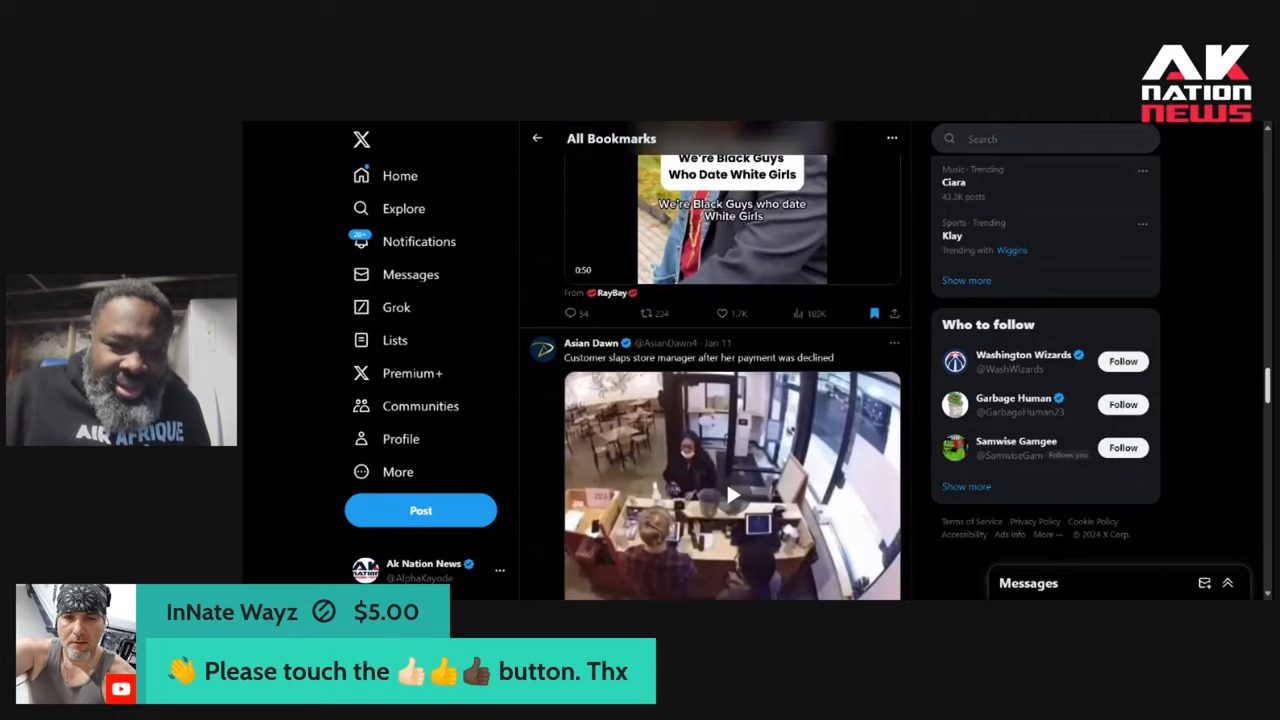 AK
NATION
NEWS
All Bookmarks
Search
Home
Explore
20+
Notifications
Messages
Grok
Lists
Premium+
Communities
Profile
More
Post
Ak Nation News
@AlphaKayode
We're Black Guys
Who Date White Girls
We're Black Guys who date
White Girls
0:50
From 💋RayBay💋
54 234 1.7K 189K
Asian Dawn @AsianDawn4 · Jan 11
Customer slaps store manager after her payment was declined
Music · Trending
Ciara
43.3K posts
Sports · Trending
Klay
Trending with Wiggins
Show more
Who to follow
Washington Wizards
@WashWizards
Follow
Garbage Human
@GarbageHuman23
Follow
Samwise Gamgee
@SamwiseGam Follows you
Follow
Show more
Terms of Service Privacy Policy Cookie Policy
Accessibility Ads info More ··· © 2024 X Corp.
Messages
AIR AFRIQUE
InNate Wayz $5.00
👋 Please touch the 👍🏻👍👍🏿 button. Thx